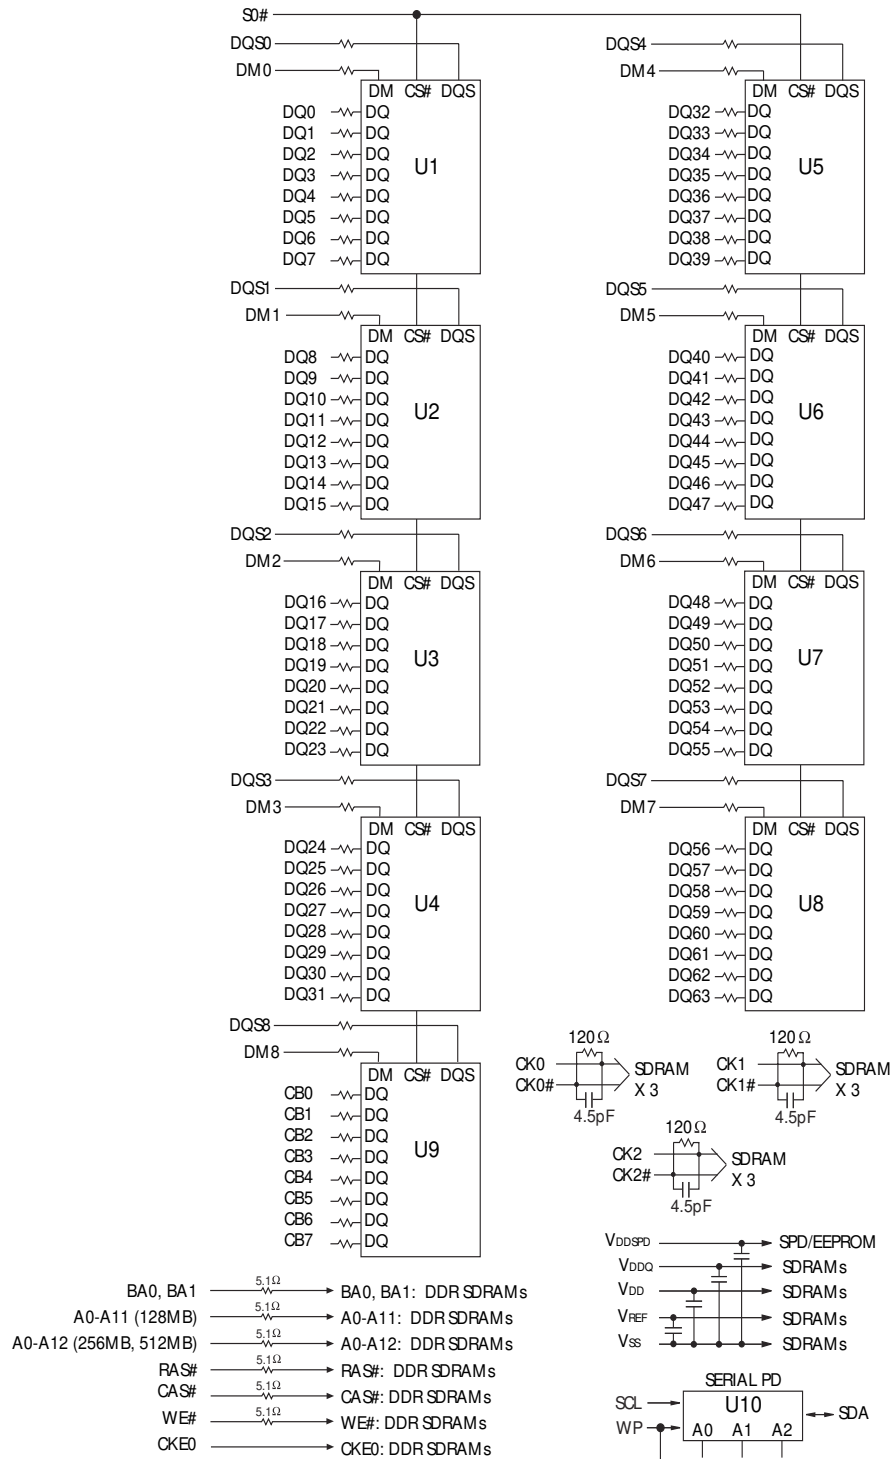 S0#
DQS0
DM0
DM CS# DQS
DQ0 DQ
DQ1 DQ
DQ2 DQ
DQ3 DQ
DQ4 DQ
DQ5 DQ
DQ6 DQ
DQ7 DQ
U1
DQS1
DM1
DM CS# DQS
DQ8 DQ
DQ9 DQ
DQ10 DQ
DQ11 DQ
DQ12 DQ
DQ13 DQ
DQ14 DQ
DQ15 DQ
U2
DQS2
DM2
DM CS# DQS
DQ16 DQ
DQ17 DQ
DQ18 DQ
DQ19 DQ
DQ20 DQ
DQ21 DQ
DQ22 DQ
DQ23 DQ
U3
DQS3
DM3
DM CS# DQS
DQ24 DQ
DQ25 DQ
DQ26 DQ
DQ27 DQ
DQ28 DQ
DQ29 DQ
DQ30 DQ
DQ31 DQ
U4
DQS8
DM8
DM CS# DQS
CB0 DQ
CB1 DQ
CB2 DQ
CB3 DQ
CB4 DQ
CB5 DQ
CB6 DQ
CB7 DQ
U9
DQS4
DM4
DM CS# DQS
DQ32 DQ
DQ33 DQ
DQ34 DQ
DQ35 DQ
DQ36 DQ
DQ37 DQ
DQ38 DQ
DQ39 DQ
U5
DQS5
DM5
DM CS# DQS
DQ40 DQ
DQ41 DQ
DQ42 DQ
DQ43 DQ
DQ44 DQ
DQ45 DQ
DQ46 DQ
DQ47 DQ
U6
DQS6
DM6
DM CS# DQS
DQ48 DQ
DQ49 DQ
DQ50 DQ
DQ51 DQ
DQ52 DQ
DQ53 DQ
DQ54 DQ
DQ55 DQ
U7
DQS7
DM7
DM CS# DQS
DQ56 DQ
DQ57 DQ
DQ58 DQ
DQ59 DQ
DQ60 DQ
DQ61 DQ
DQ62 DQ
DQ63 DQ
U8
120Ω
CK0
CK0#
SDRAM
X 3
4.5pF
120Ω
CK1
CK1#
SDRAM
X 3
4.5pF
120Ω
CK2
CK2#
SDRAM
X 3
4.5pF
VDDSPD SPD/EEPROM
VDDQ SDRAMs
VDD SDRAMs
VREF SDRAMs
VSS SDRAMs
BA0, BA1 5.1Ω BA0, BA1: DDR SDRAMs
A0-A11 (128MB) 5.1Ω A0-A11: DDR SDRAMs
A0-A12 (256MB, 512MB) 5.1Ω A0-A12: DDR SDRAMs
RAS# 5.1Ω RAS#: DDR SDRAMs
CAS# 5.1Ω CAS#: DDR SDRAMs
WE# 5.1Ω WE#: DDR SDRAMs
CKE0 CKE0: DDR SDRAMs
SERIAL PD
SCL U10 SDA
WP A0 A1 A2